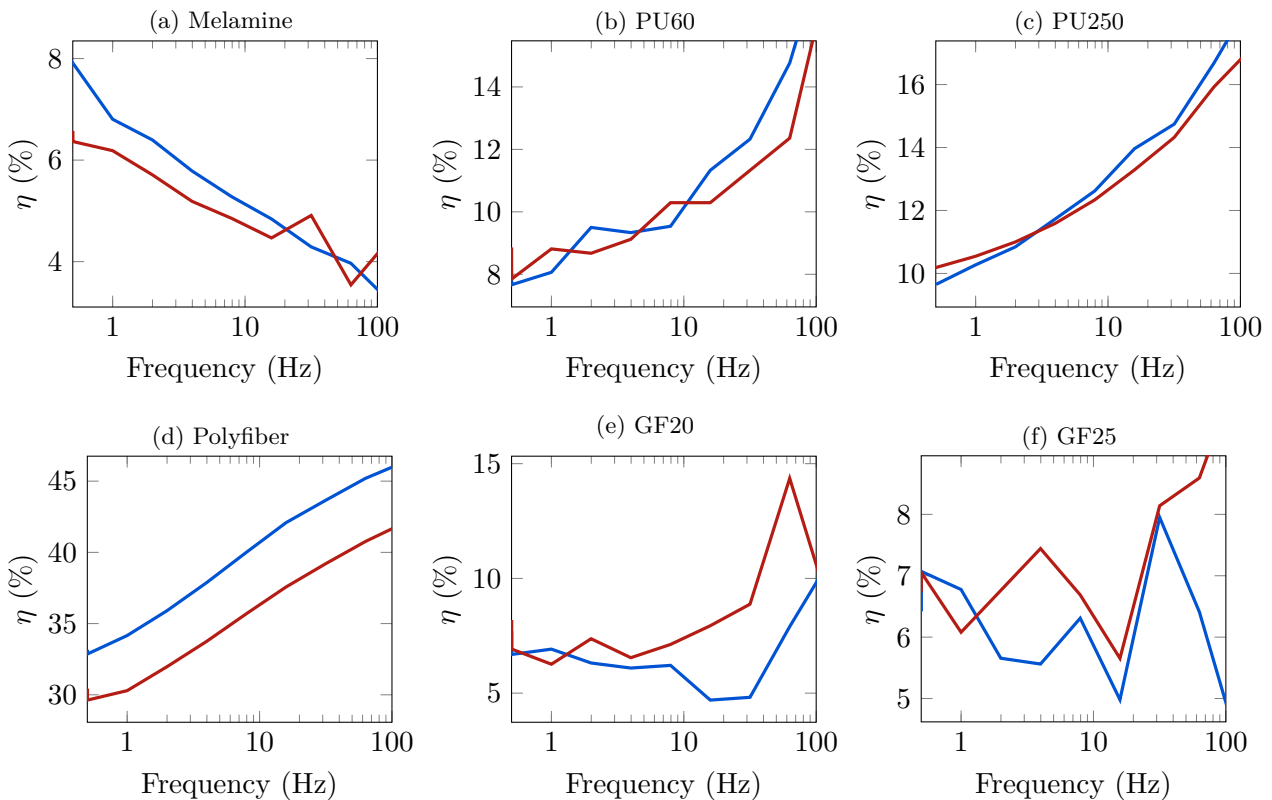 (a) Melamine
8
6
4
η (%)
1 10 100
Frequency (Hz)
(b) PU60
14
12
10
8
η (%)
1 10 100
Frequency (Hz)
(c) PU250
16
14
12
10
η (%)
1 10 100
Frequency (Hz)
(d) Polyfiber
45
40
35
30
η (%)
1 10 100
Frequency (Hz)
(e) GF20
15
10
5
η (%)
1 10 100
Frequency (Hz)
(f) GF25
8
7
6
5
η (%)
1 10 100
Frequency (Hz)